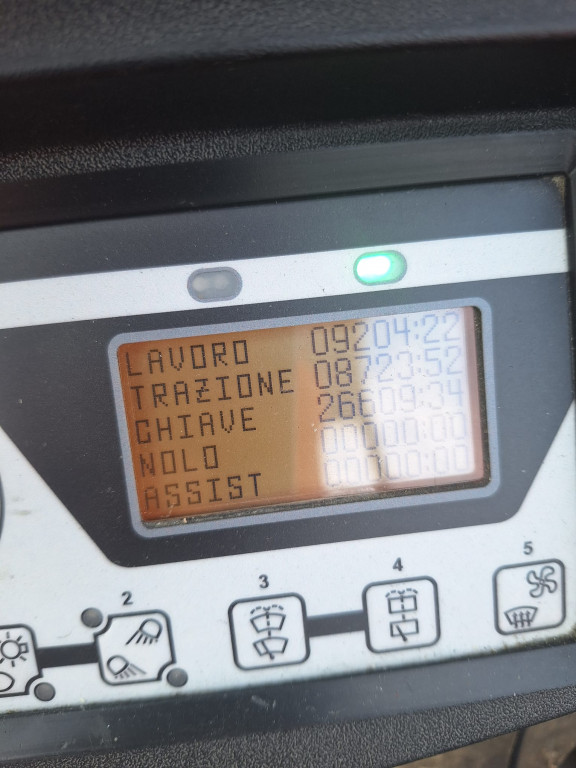 LAVORO 09204:22
TRAZIONE 08723:52
CHIAVE 26609:34
NOLO 00000:00
ASSIST 00000:00
2 3 4 5